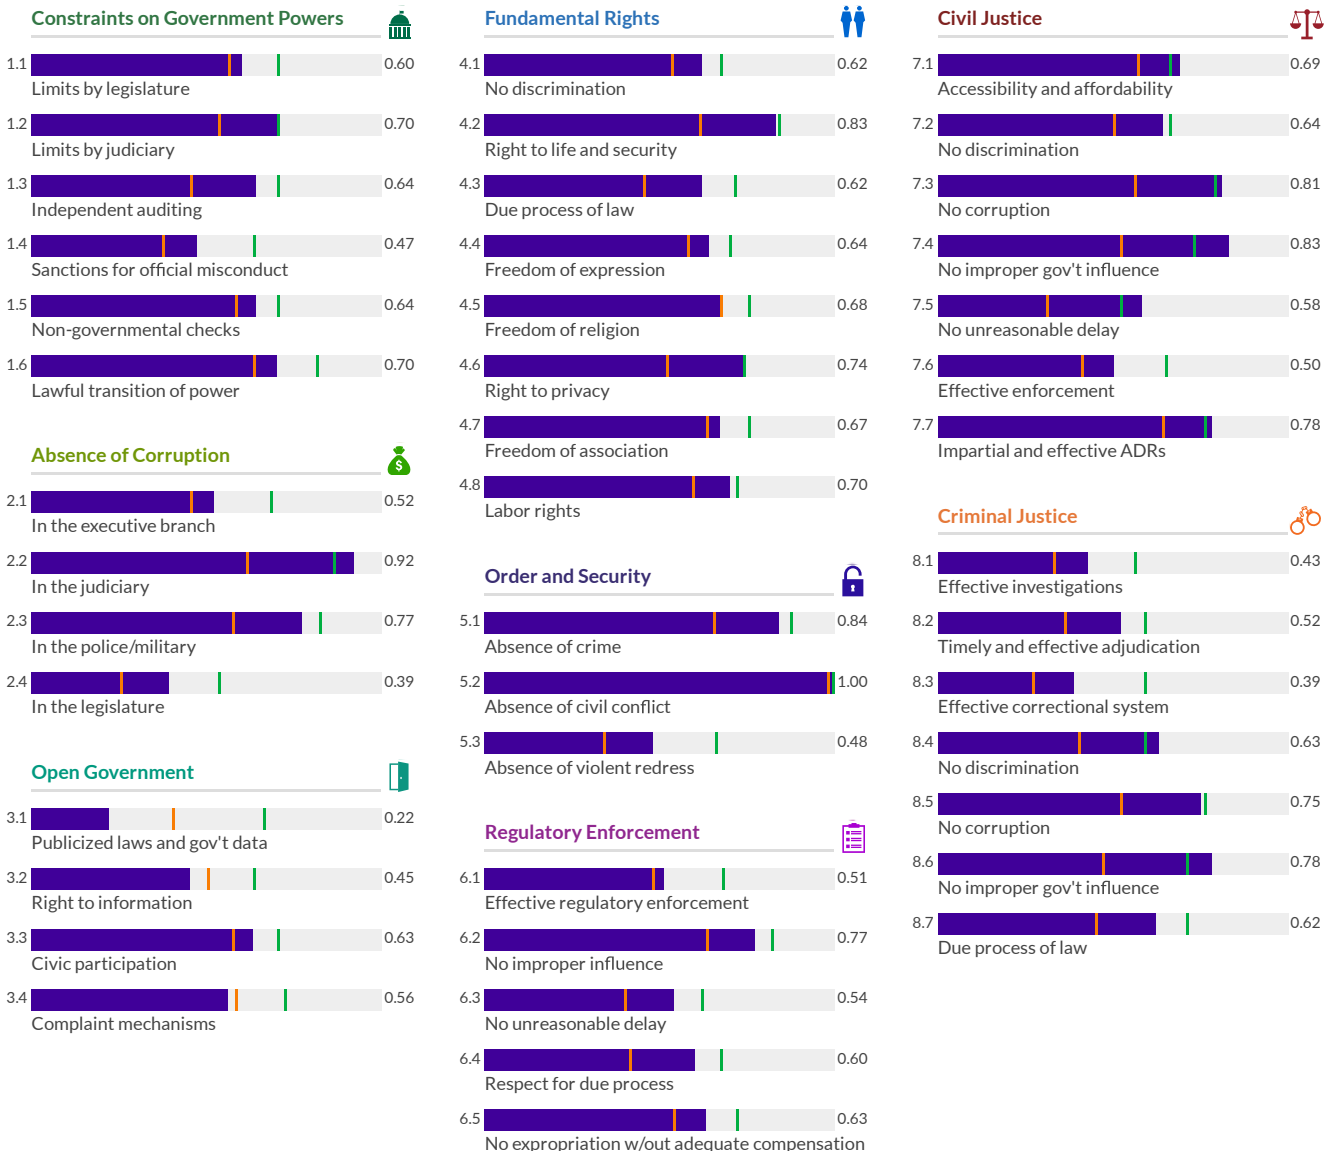 Constraints on Government Powers
1.1 0.60
Limits by legislature
1.2 0.70
Limits by judiciary
1.3 0.64
Independent auditing
1.4 0.47
Sanctions for official misconduct
1.5 0.64
Non-governmental checks
1.6 0.70
Lawful transition of power
Absence of Corruption
$
2.1 0.52
In the executive branch
2.2 0.92
In the judiciary
2.3 0.77
In the police/military
2.4 0.39
In the legislature
Open Government
3.1 0.22
Publicized laws and gov't data
3.2 0.45
Right to information
3.3 0.63
Civic participation
3.4 0.56
Complaint mechanisms
Fundamental Rights
4.1 0.62
No discrimination
4.2 0.83
Right to life and security
4.3 0.62
Due process of law
4.4 0.64
Freedom of expression
4.5 0.68
Freedom of religion
4.6 0.74
Right to privacy
4.7 0.67
Freedom of association
4.8 0.70
Labor rights
Order and Security
5.1 0.84
Absence of crime
5.2 1.00
Absence of civil conflict
5.3 0.48
Absence of violent redress
Regulatory Enforcement
6.1 0.51
Effective regulatory enforcement
6.2 0.77
No improper influence
6.3 0.54
No unreasonable delay
6.4 0.60
Respect for due process
6.5 0.63
No expropriation w/out adequate compensation
Civil Justice
7.1 0.69
Accessibility and affordability
7.2 0.64
No discrimination
7.3 0.81
No corruption
7.4 0.83
No improper gov't influence
7.5 0.58
No unreasonable delay
7.6 0.50
Effective enforcement
7.7 0.78
Impartial and effective ADRs
Criminal Justice
8.1 0.43
Effective investigations
8.2 0.52
Timely and effective adjudication
8.3 0.39
Effective correctional system
8.4 0.63
No discrimination
8.5 0.75
No corruption
8.6 0.78
No improper gov't influence
8.7 0.62
Due process of law